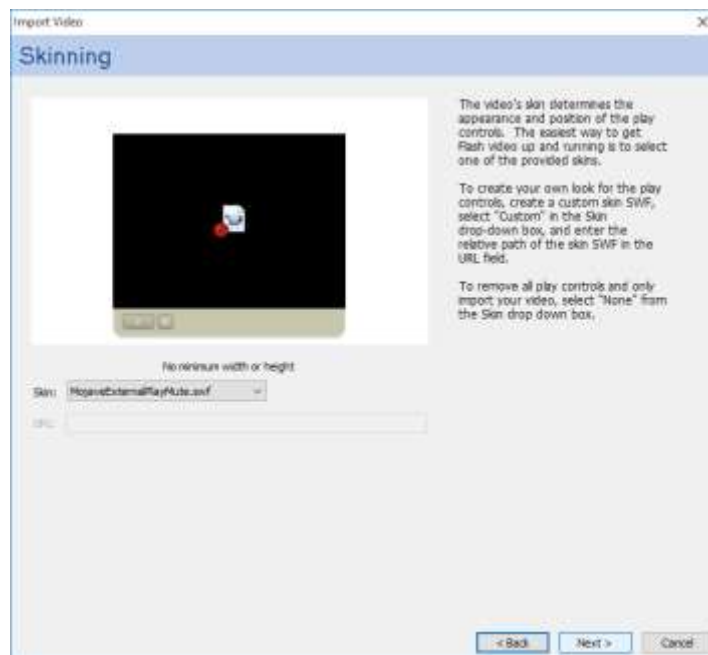 Import Video
Skinning
The video's skin determines the
appearance and position of the play
controls. The easiest way to get
Flash video up and running is to select
one of the provided skins.
To create your own look for the play
controls, create a custom skin SWF,
select "Custom" in the Skin
drop-down box, and enter the
relative path of the skin SWF in the
URL field.
To remove all play controls and only
import your video, select "None" from
the Skin drop down box.
No minimum width or height
Skin: MojaveExternalPlayMute.swf
URL:
< Back
Next >
Cancel